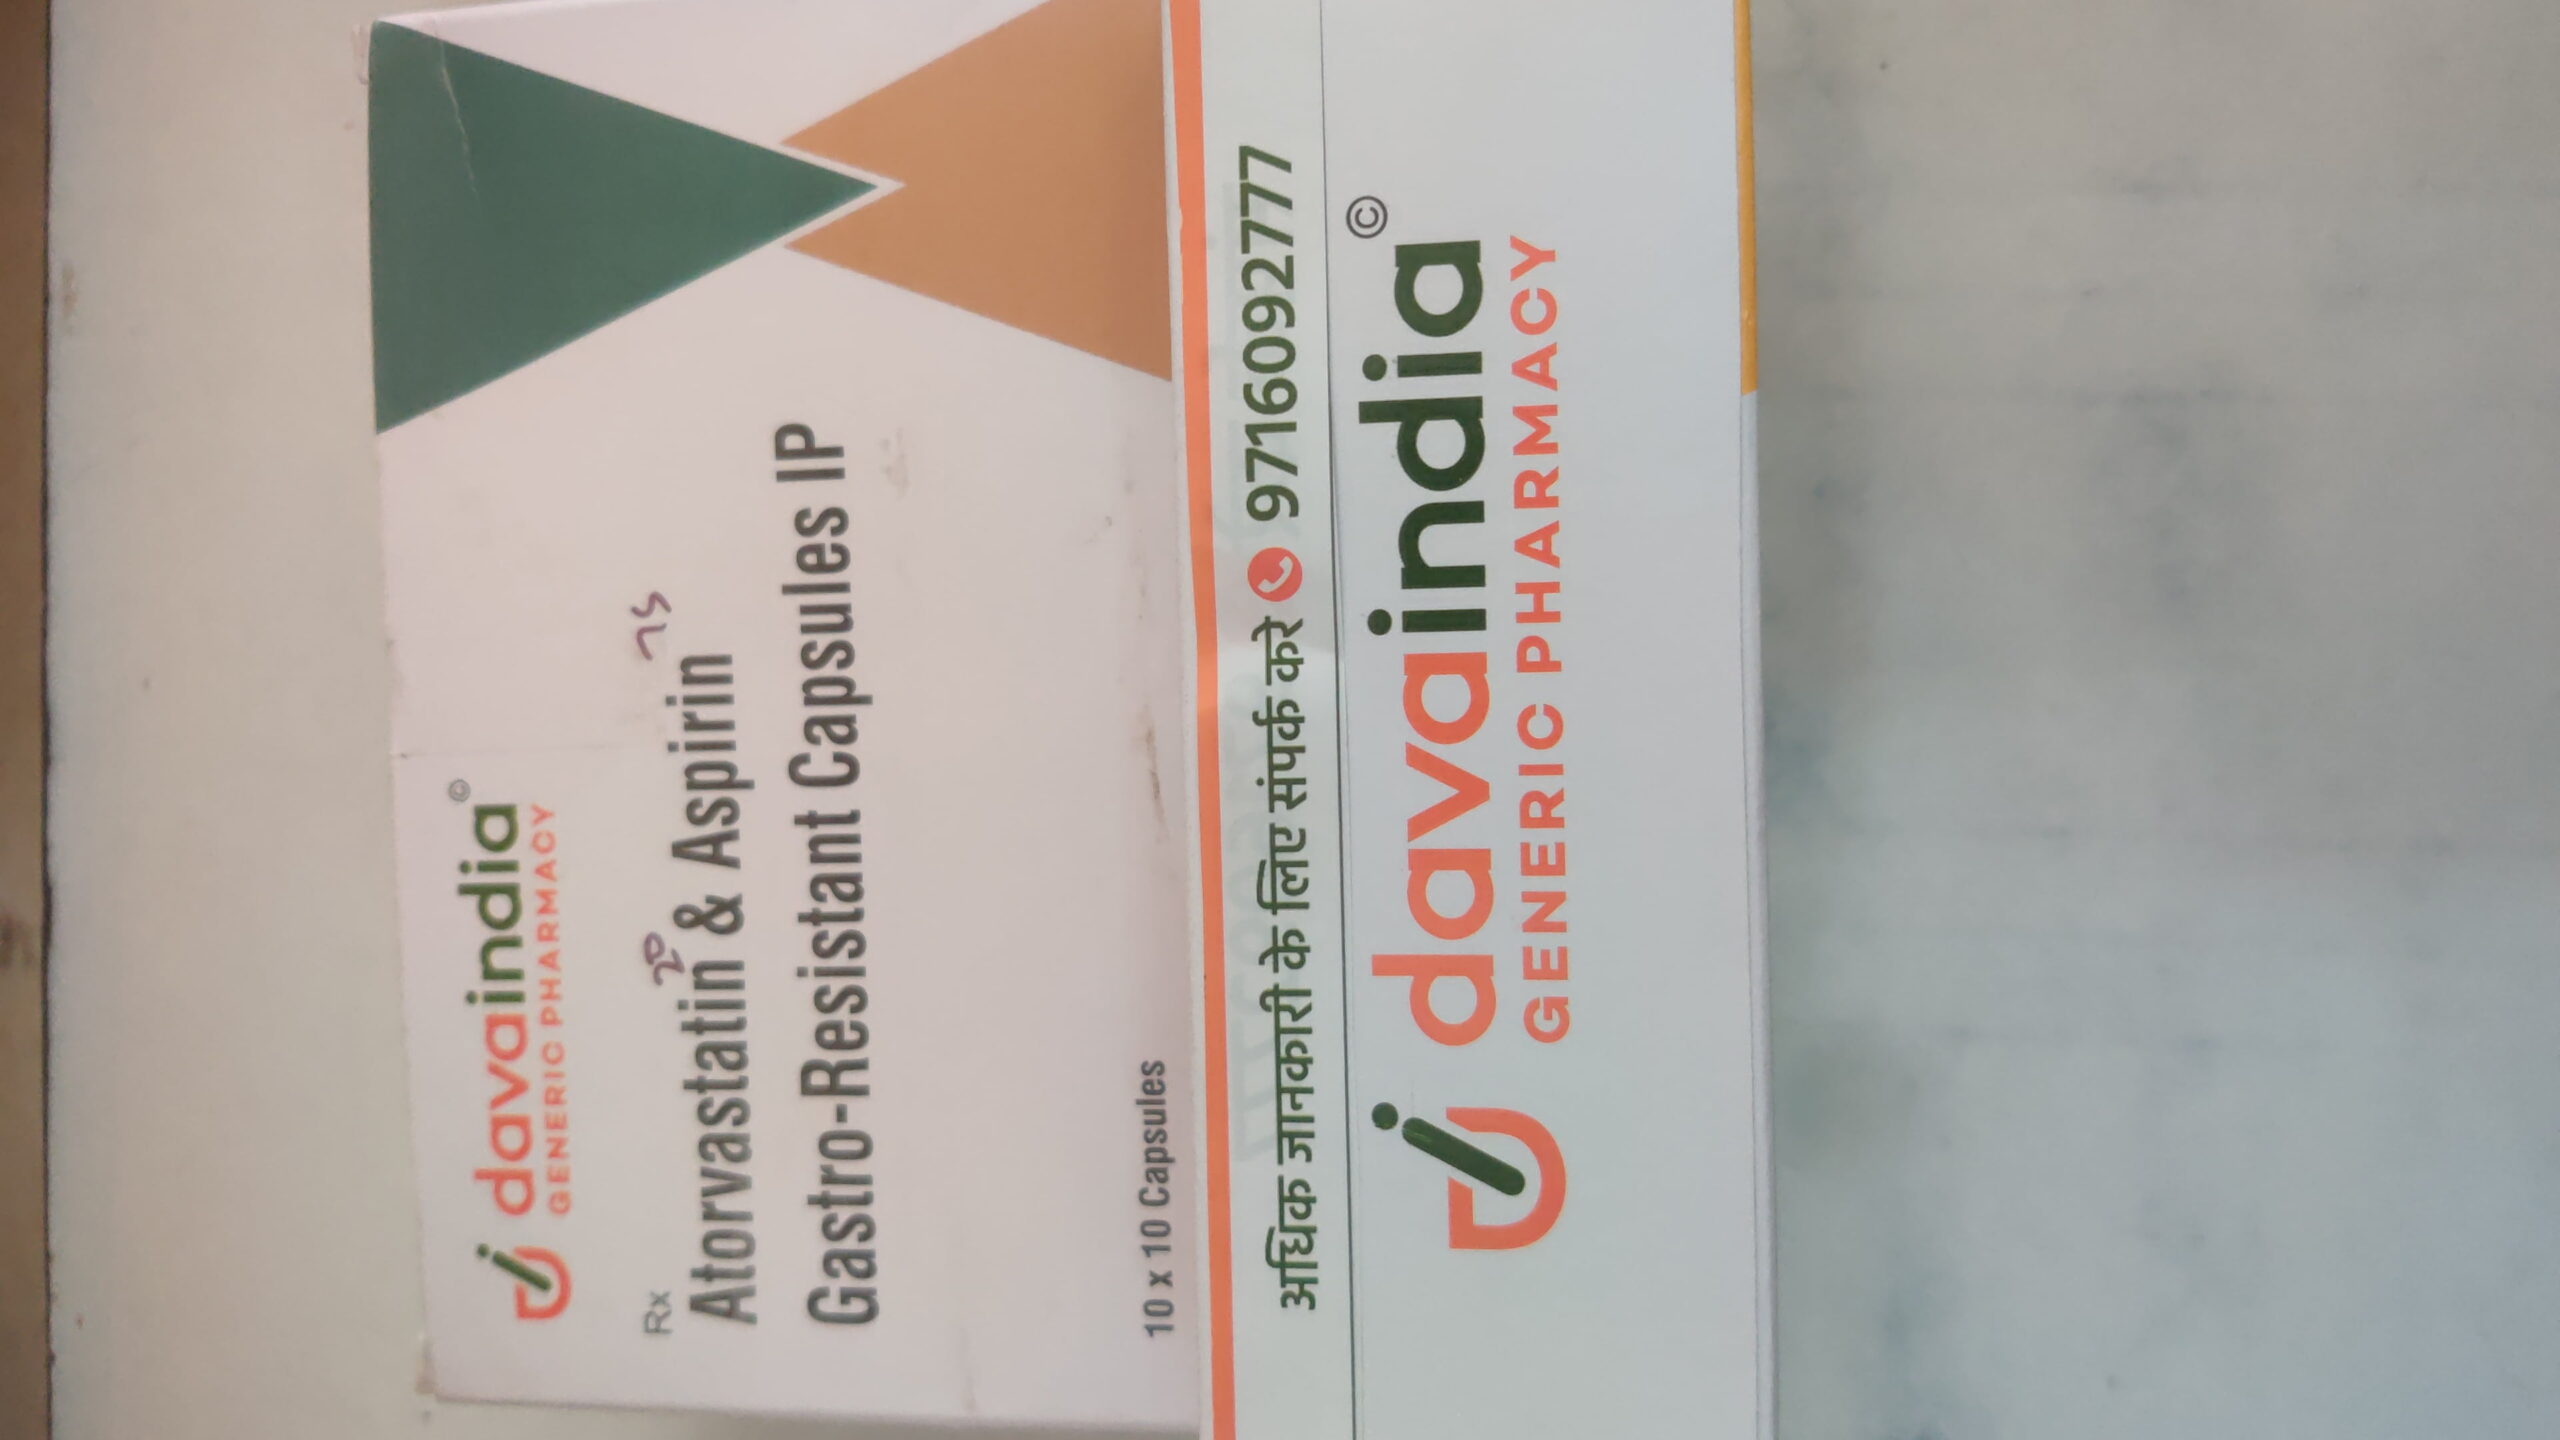 davaindia©
GENERIC PHARMACY
Rx
20 75
Atorvastatin & Aspirin
Gastro-Resistant Capsules IP
10 x 10 Capsules
अधिक जानकारी के लिए संपर्क करे 9716092777
davaindia©
GENERIC PHARMACY